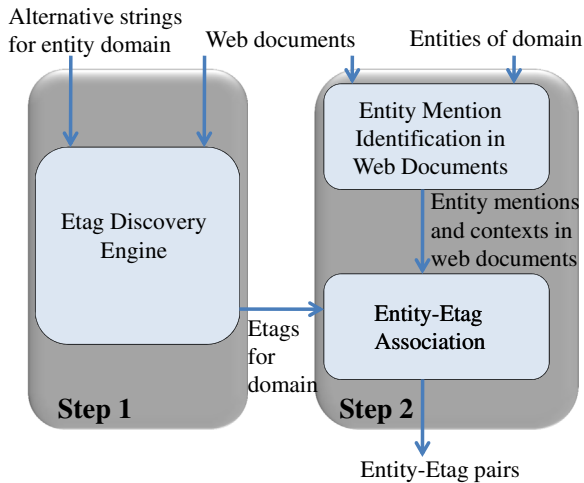 Alternative strings
for entity domain
Web documents
Entities of domain
Entity Mention
Identification in
Web Documents
Etag Discovery
Engine
Entity mentions
and contexts in
web documents
Entity-Etag
Association
Etags
for
domain
Step 1
Step 2
Entity-Etag pairs